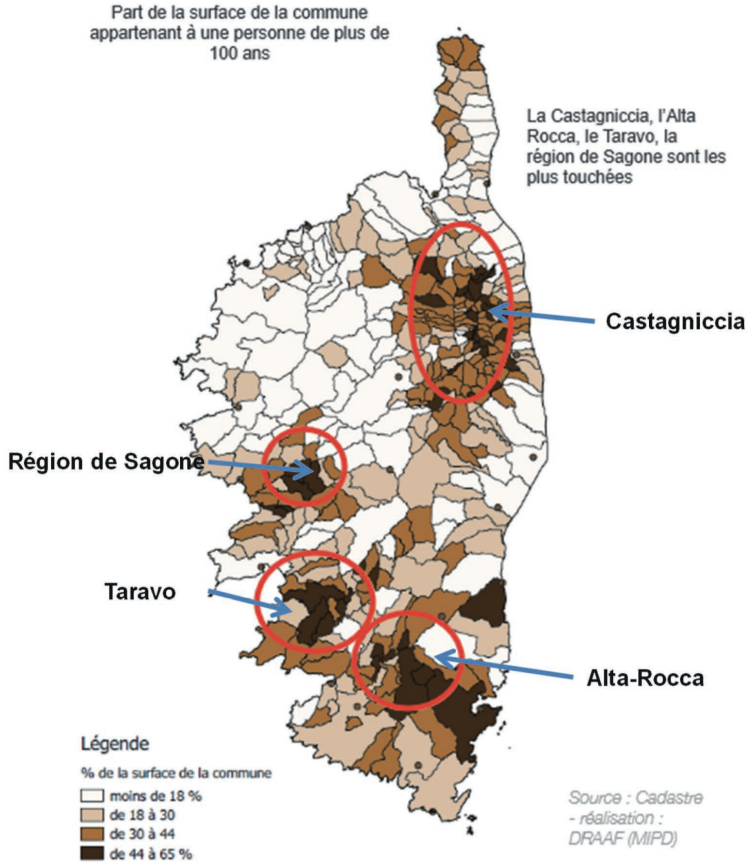 Part de la surface de la commune
appartenant à une personne de plus de
100 ans
La Castagniccia, l'Alta
Rocca, le Taravo, la
région de Sagone sont les
plus touchées
Castagniccia
Région de Sagone
Taravo
Alta-Rocca
Légende
% de la surface de la commune
moins de 18 %
de 18 à 30
de 30 à 44
de 44 à 65 %
Source : Cadastre
- réalisation :
DRAAF (MIPD)